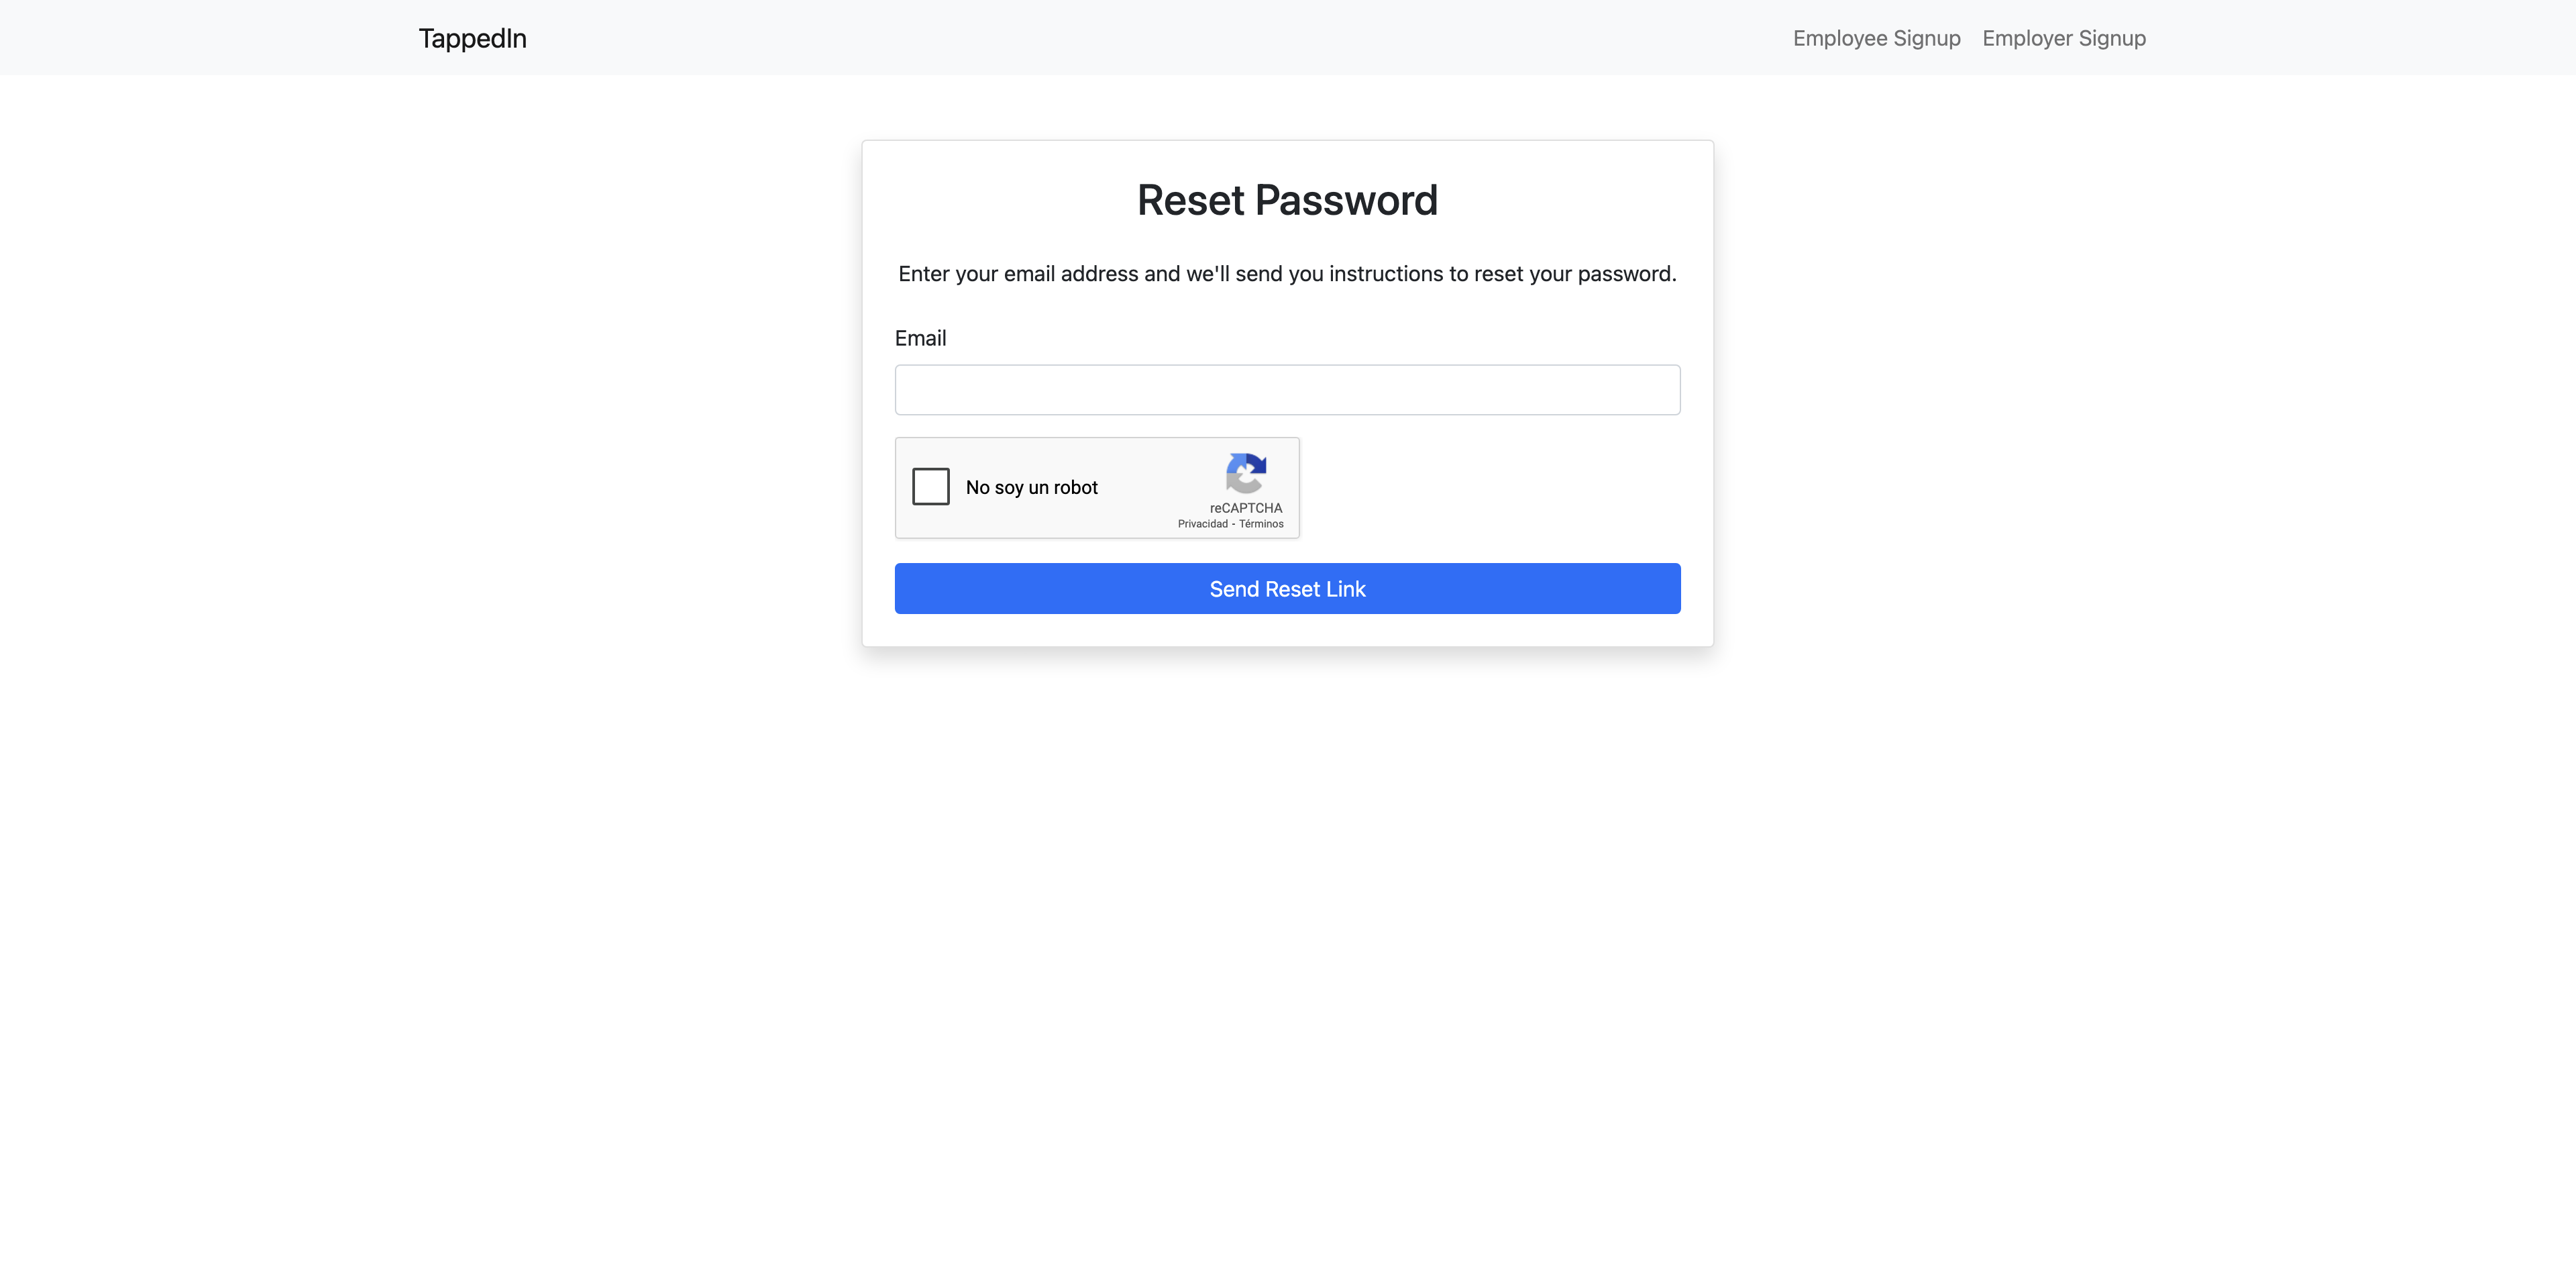 TappedIn
Employee Signup
Employer Signup
Reset Password
Enter your email address and we'll send you instructions to reset your password.
Email
No soy un robot
reCAPTCHA
Privacidad - Términos
Send Reset Link